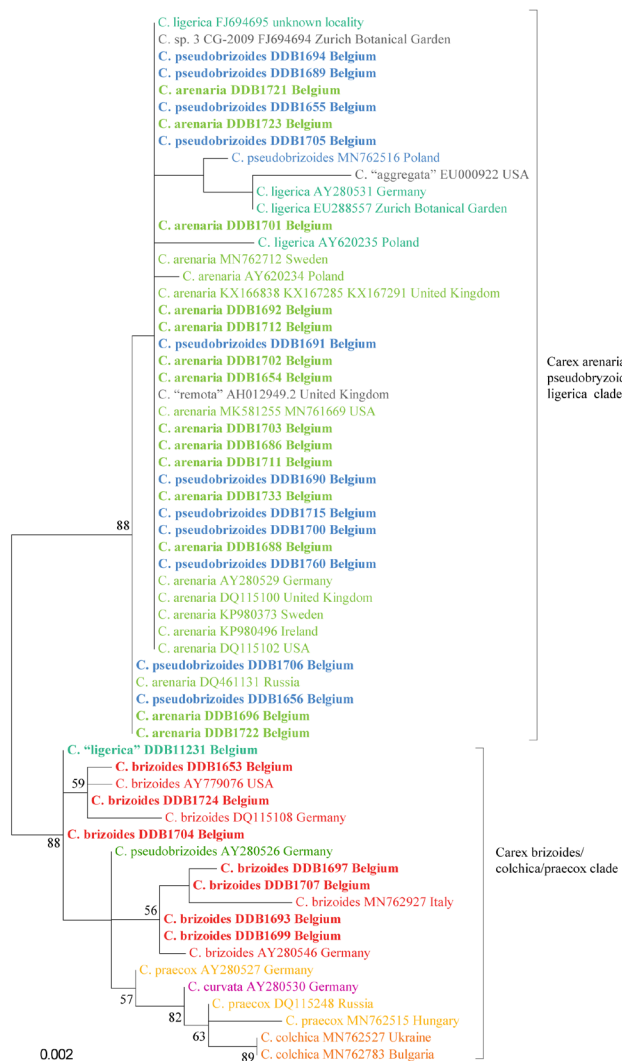 C. ligerica FJ694695 unknown locality
C. sp. 3 CG-2009 FJ694694 Zurich Botanical Garden
C. pseudobrizoides DDB1694 Belgium
C. pseudobrizoides DDB1689 Belgium
C. arenaria DDB1721 Belgium
C. pseudobrizoides DDB1655 Belgium
C. arenaria DDB1723 Belgium
C. pseudobrizoides DDB1705 Belgium
C. pseudobrizoides MN762516 Poland
C. “aggregata” EU000922 USA
C. ligerica AY280531 Germany
C. ligerica EU288557 Zurich Botanical Garden
C. arenaria DDB1701 Belgium
C. ligerica AY620235 Poland
C. arenaria MN762712 Sweden
C. arenaria AY620234 Poland
C. arenaria KX166838 KX167285 KX167291 United Kingdom
C. arenaria DDB1692 Belgium
C. arenaria DDB1712 Belgium
C. pseudobrizoides DDB1691 Belgium
C. arenaria DDB1702 Belgium
C. arenaria DDB1654 Belgium
C. “remota” AH012949.2 United Kingdom
C. arenaria MK581255 MN761669 USA
C. arenaria DDB1703 Belgium
C. arenaria DDB1686 Belgium
C. arenaria DDB1711 Belgium
C. pseudobrizoides DDB1690 Belgium
C. arenaria DDB1733 Belgium
C. pseudobrizoides DDB1715 Belgium
C. pseudobrizoides DDB1700 Belgium
C. arenaria DDB1688 Belgium
C. pseudobrizoides DDB1760 Belgium
C. arenaria AY280529 Germany
C. arenaria DQ115100 United Kingdom
C. arenaria KP980373 Sweden
C. arenaria KP980496 Ireland
C. arenaria DQ115102 USA
C. pseudobrizoides DDB1706 Belgium
C. arenaria DQ461131 Russia
C. pseudobrizoides DDB1656 Belgium
C. arenaria DDB1696 Belgium
C. arenaria DDB1722 Belgium
88
Carex arenaria
pseudobryzoid
ligerica clade
C. “ligerica” DDB11231 Belgium
C. brizoides DDB1653 Belgium
59
C. brizoides AY779076 USA
C. brizoides DDB1724 Belgium
C. brizoides DQ115108 Germany
C. brizoides DDB1704 Belgium
88
C. pseudobrizoides AY280526 Germany
C. brizoides DDB1697 Belgium
C. brizoides DDB1707 Belgium
C. brizoides MN762927 Italy
56
C. brizoides DDB1693 Belgium
C. brizoides DDB1699 Belgium
C. brizoides AY280546 Germany
C. praecox AY280527 Germany
57
C. curvata AY280530 Germany
82
C. praecox DQ115248 Russia
C. praecox MN762515 Hungary
63
C. colchica MN762527 Ukraine
89
C. colchica MN762783 Bulgaria
Carex brizoides/
colchica/praecox clade
0.002